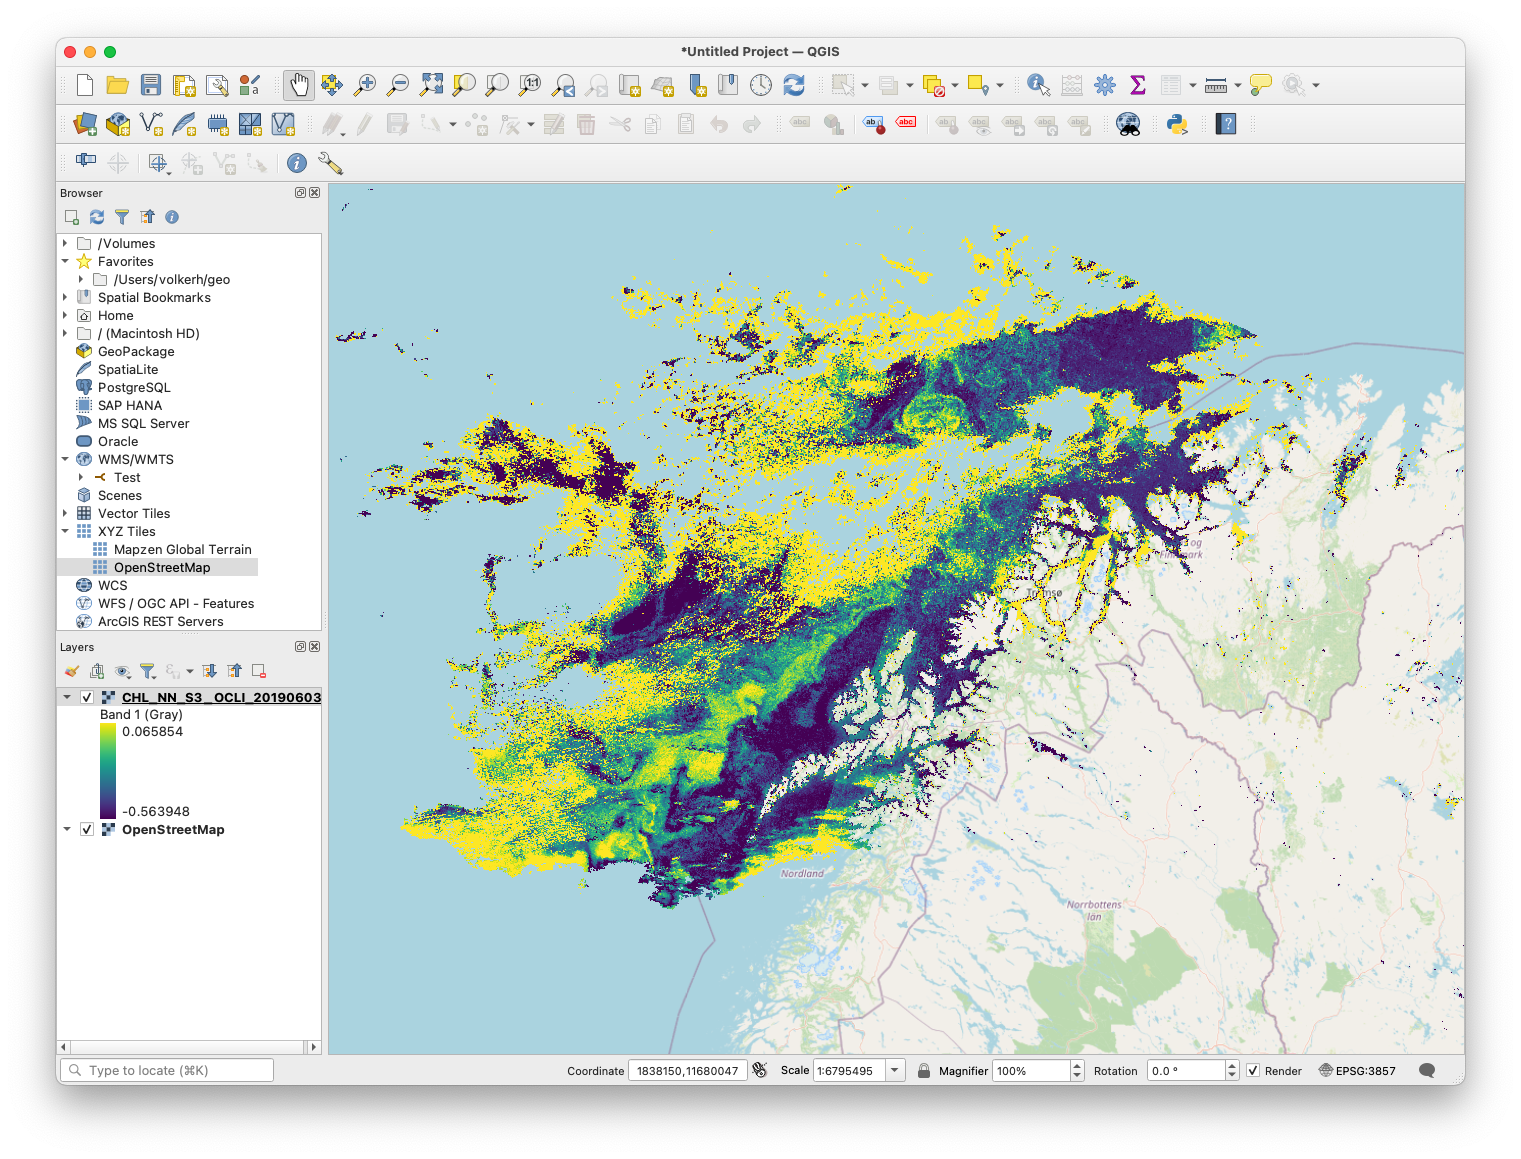 *Untitled Project — QGIS
Browser
/Volumes
Favorites
/Users/volkerh/geo
Spatial Bookmarks
Home
/ (Macintosh HD)
GeoPackage
SpatiaLite
PostgreSQL
SAP HANA
MS SQL Server
Oracle
WMS/WMTS
Test
Scenes
Vector Tiles
XYZ Tiles
Mapzen Global Terrain
OpenStreetMap
WCS
WFS / OGC API - Features
ArcGIS REST Servers
Layers
CHL_NN_S3__OCLI_20190603
Band 1 (Gray)
0.065854
-0.563948
OpenStreetMap
Nordland
Norrbottens
län
Type to locate (⌘K)
Coordinate 1838150,11680047 Scale 1:6795495 Magnifier 100% Rotation 0.0 ° Render EPSG:3857